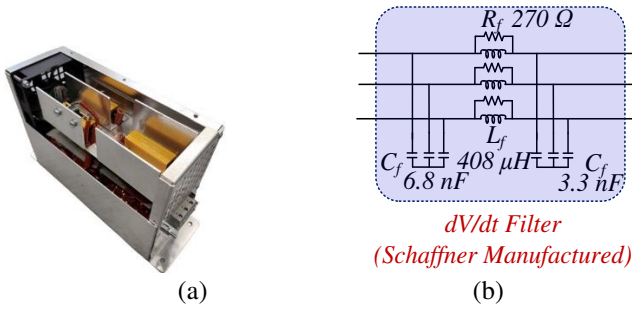 R_f 270 Ω
L_f
C_f 408 μH C_f
6.8 nF 3.3 nF
dV/dt Filter
(Schaffner Manufactured)
(a) (b)